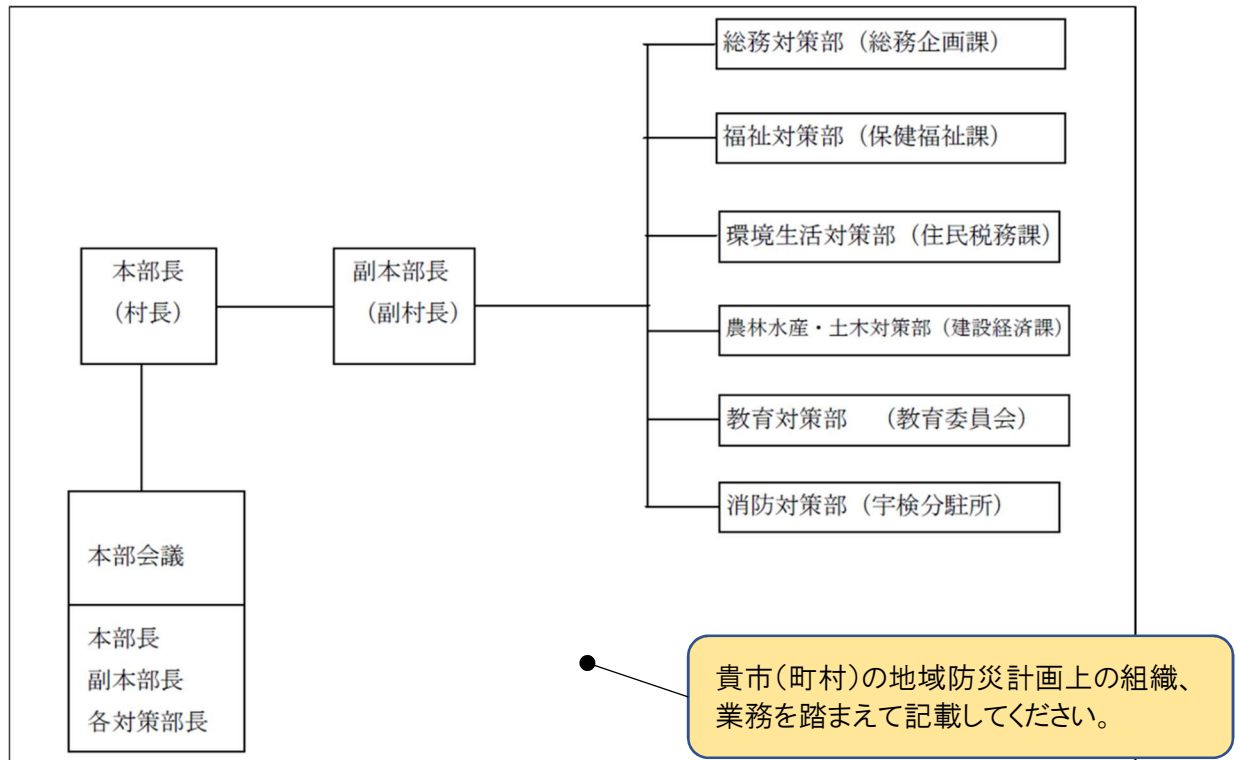 総務対策部（総務企画課）
福祉対策部（保健福祉課）
環境生活対策部（住民税務課）
本部長
（村長）
副本部長
（副村長）
農林水産・土木対策部（建設経済課）
教育対策部　（教育委員会）
消防対策部（宇検分駐所）
本部会議
本部長
副本部長
各対策部長
貴市(町村)の地域防災計画上の組織、
業務を踏まえて記載してください。